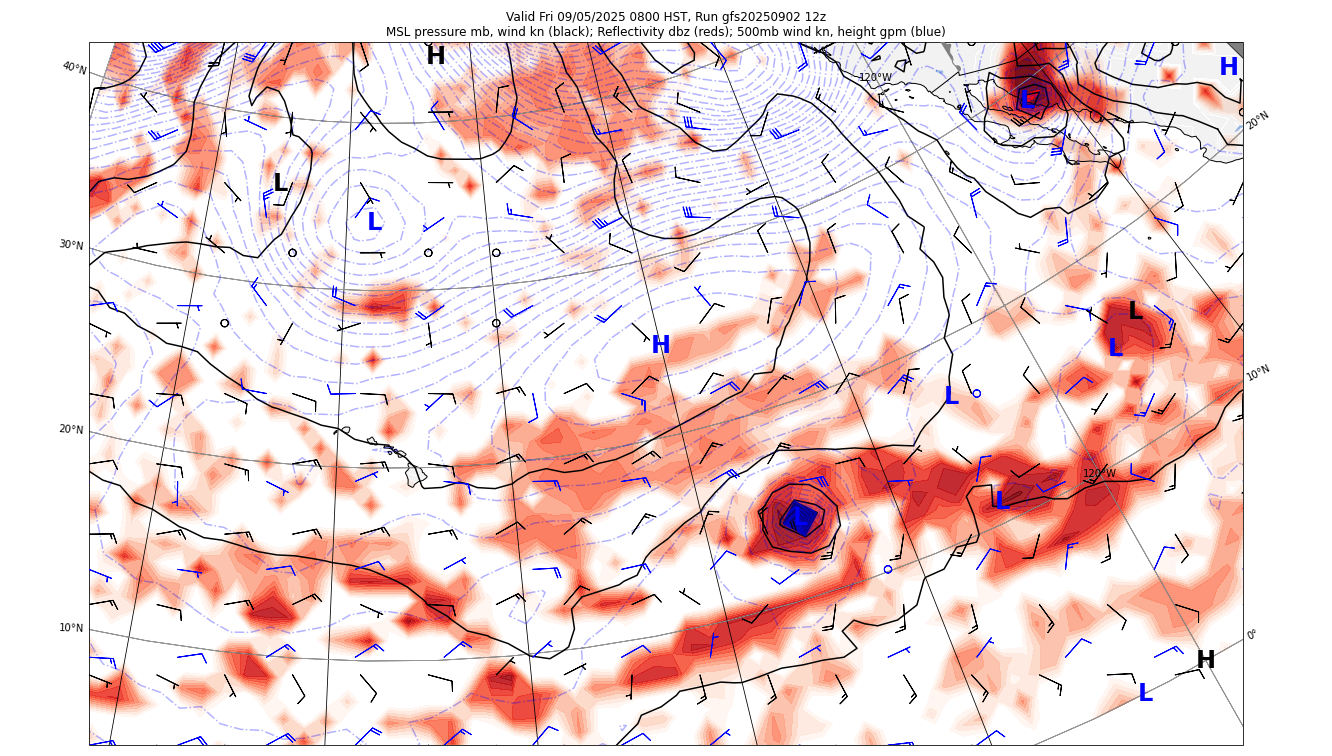 Valid Fri 09/05/2025 0800 HST, Run gfs20250902 12z
MSL pressure mb, wind kn (black); Reflectivity dbz (reds); 500mb wind kn, height gpm (blue)
H
H
40°N
120°W
L
20°N
L
L
30°N
L
H
L
10°N
L
20°N
120°W
L
L
10°N
0°
H
L